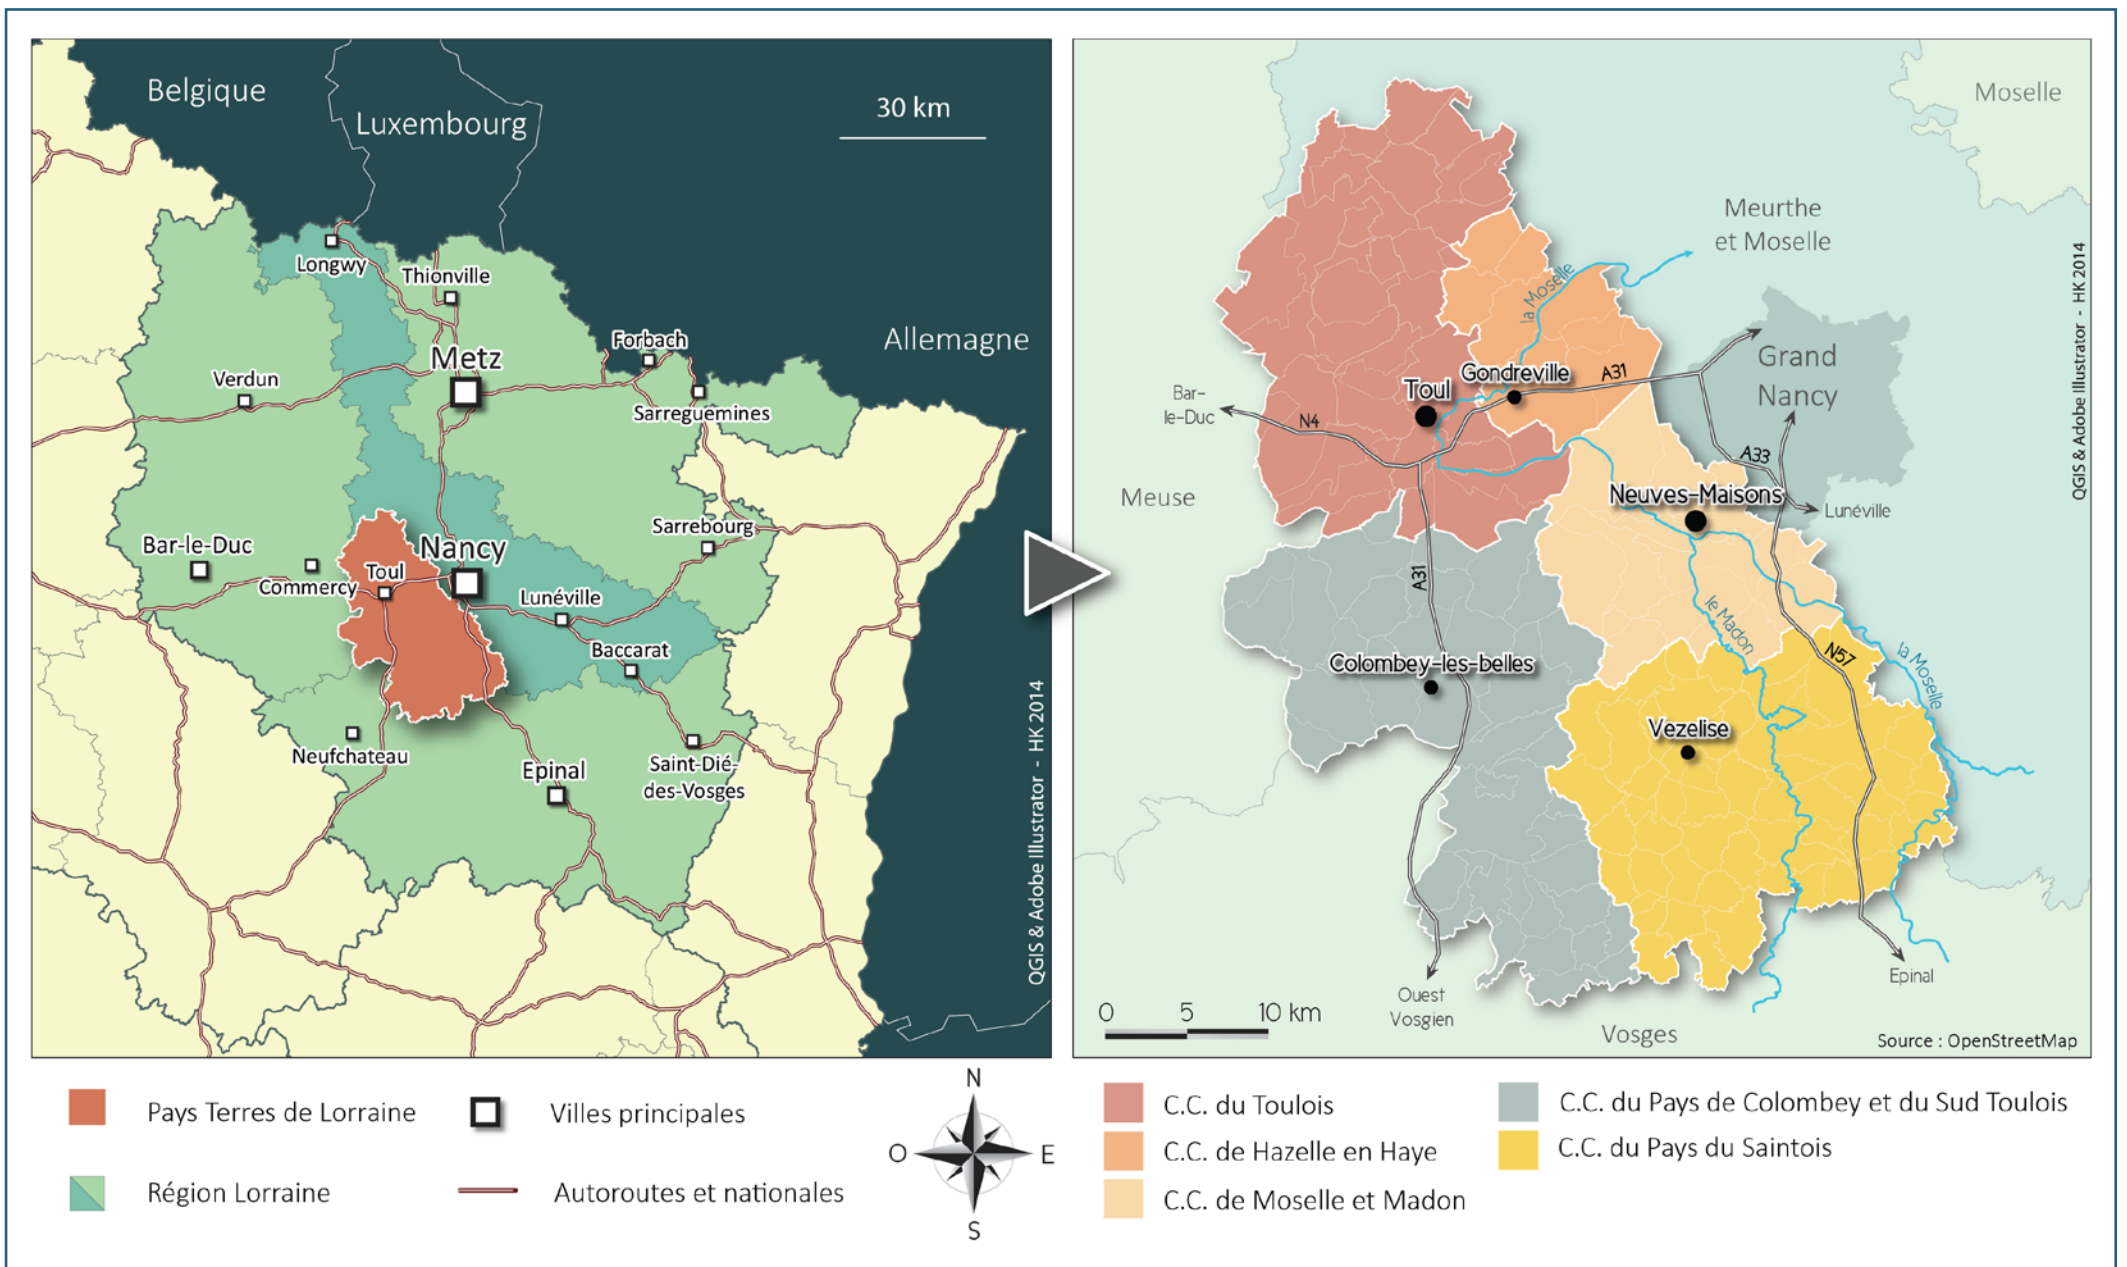 Belgique
Luxembourg
30 km
Allemagne
Longwy
Thionville
Forbach
Metz
Verdun
Sarreguemines
Sarrebourg
Bar-le-Duc
Nancy
Commercy
Toul
Lunéville
Baccarat
Neufchateau
Epinal
Saint-Dié-
des-Vosges
QGIS & Adobe Illustrator - HK 2014
Moselle
Meurthe
et Moselle
la Moselle
Grand
Nancy
Gondreville
A31
Toul
Bar-
le-Duc
N4
A33
Meuse
Neuves-Maisons
Lunéville
A31
le Madon
N57
la Moselle
Colombey-les-belles
Vezelise
Epinal
Ouest
Vosgien
0 5 10 km
Vosges
Source : OpenStreetMap
QGIS & Adobe Illustrator - HK 2014
Pays Terres de Lorraine
Villes principales
Région Lorraine
Autoroutes et nationales
N
O
E
S
C.C. du Toulois
C.C. de Hazelle en Haye
C.C. de Moselle et Madon
C.C. du Pays de Colombey et du Sud Toulois
C.C. du Pays du Saintois